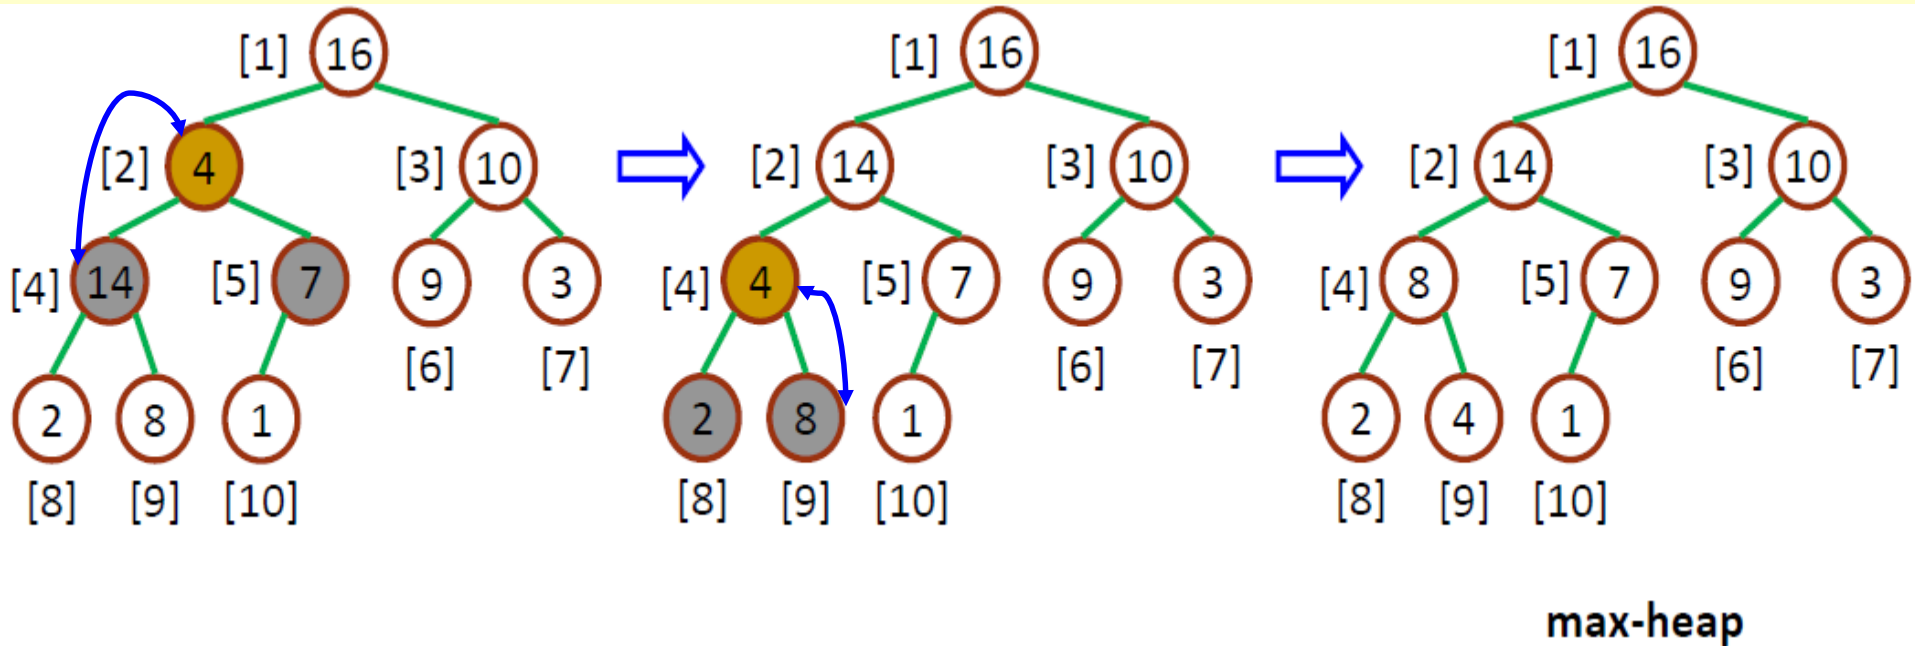 [1] 16 [1] 16 [1] 16
[2] 4 [3] 10 [2] 14 [3] 10 [2] 14 [3] 10
[4] 14 [5] 7 9 3 [4] 4 [5] 7 9 3 [4] 8 [5] 7 9 3
[6] [7] [6] [7] [6] [7]
2 8 1 2 8 1 2 4 1
[8] [9] [10] [8] [9] [10] [8] [9] [10]
max-heap